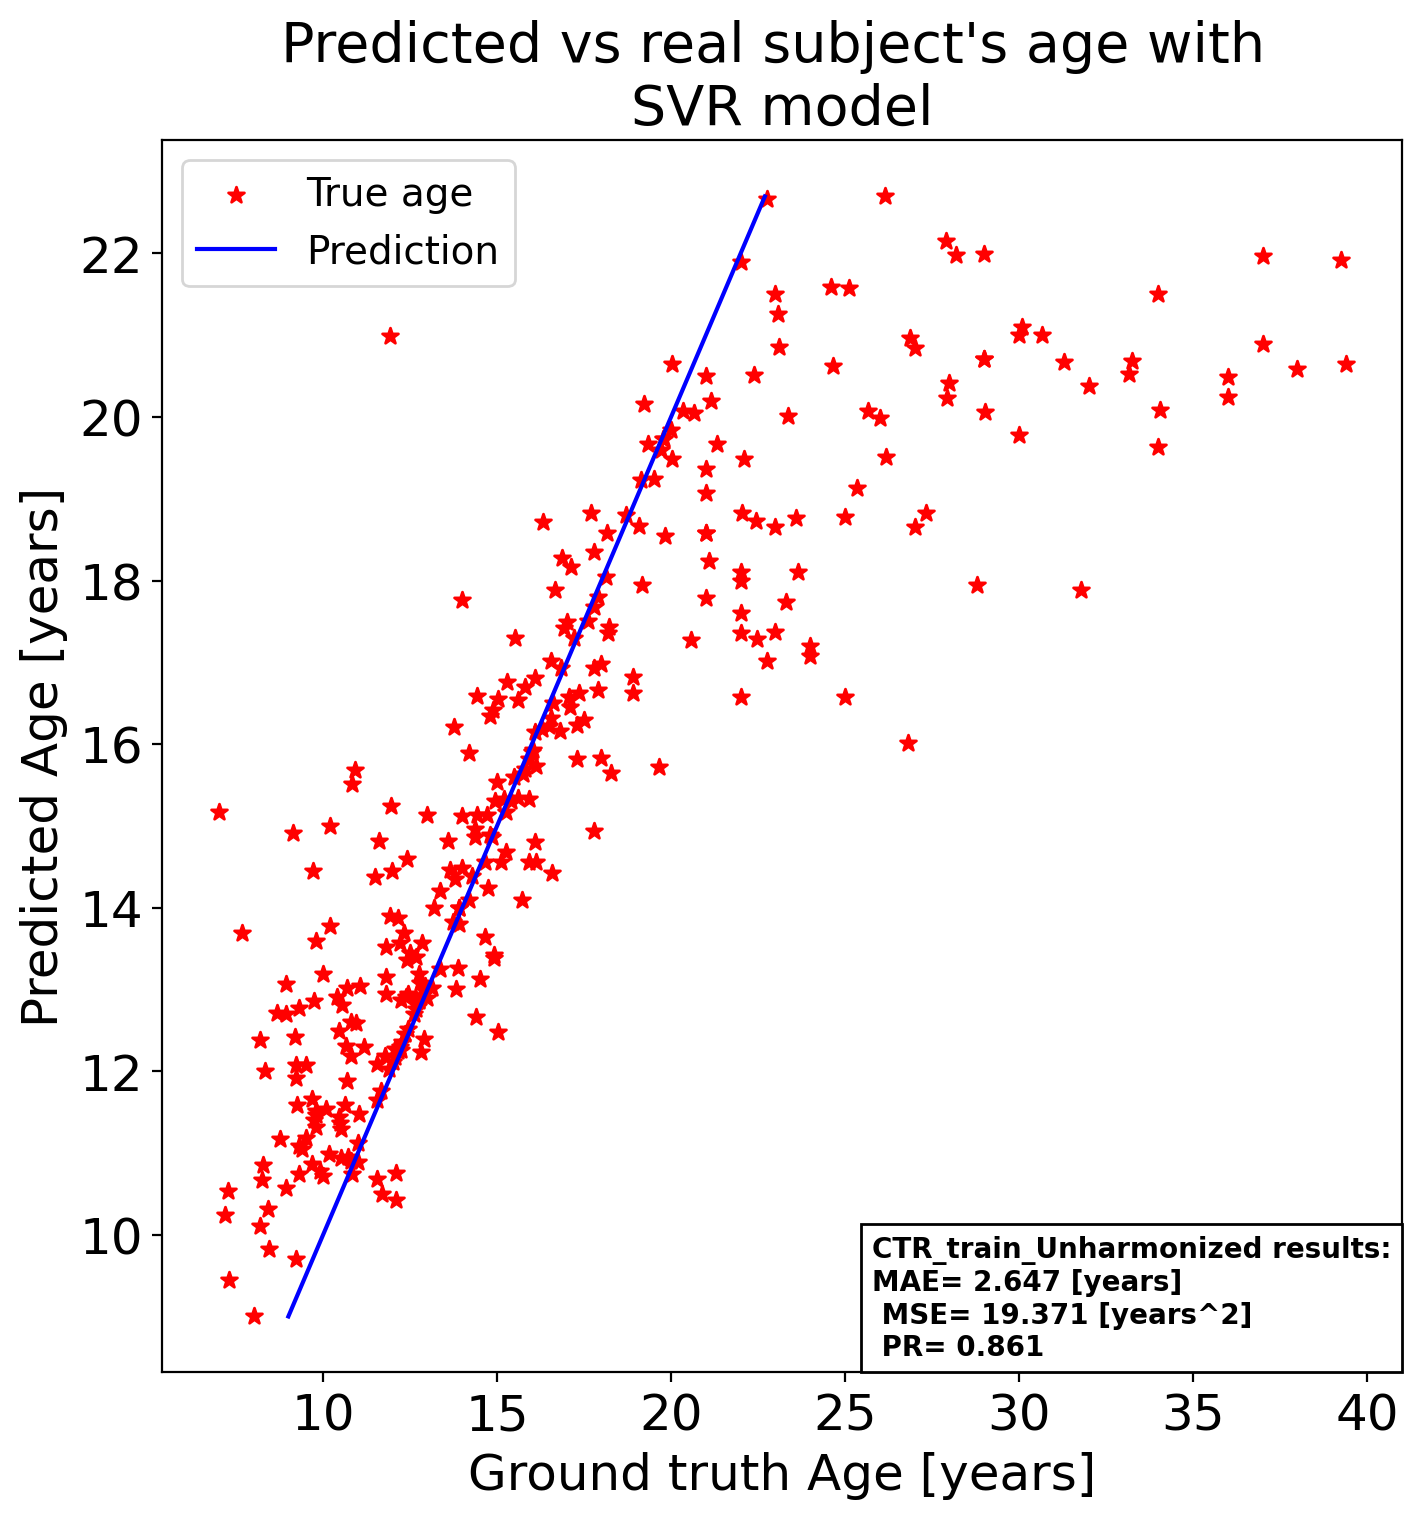 Predicted vs real subject's age with
SVR model
True age
Prediction
Predicted Age [years]
22
20
18
16
14
12
10
CTR_train_Unharmonized results:
MAE= 2.647 [years]
MSE= 19.371 [years^2]
PR= 0.861
10 15 20 25 30 35 40
Ground truth Age [years]